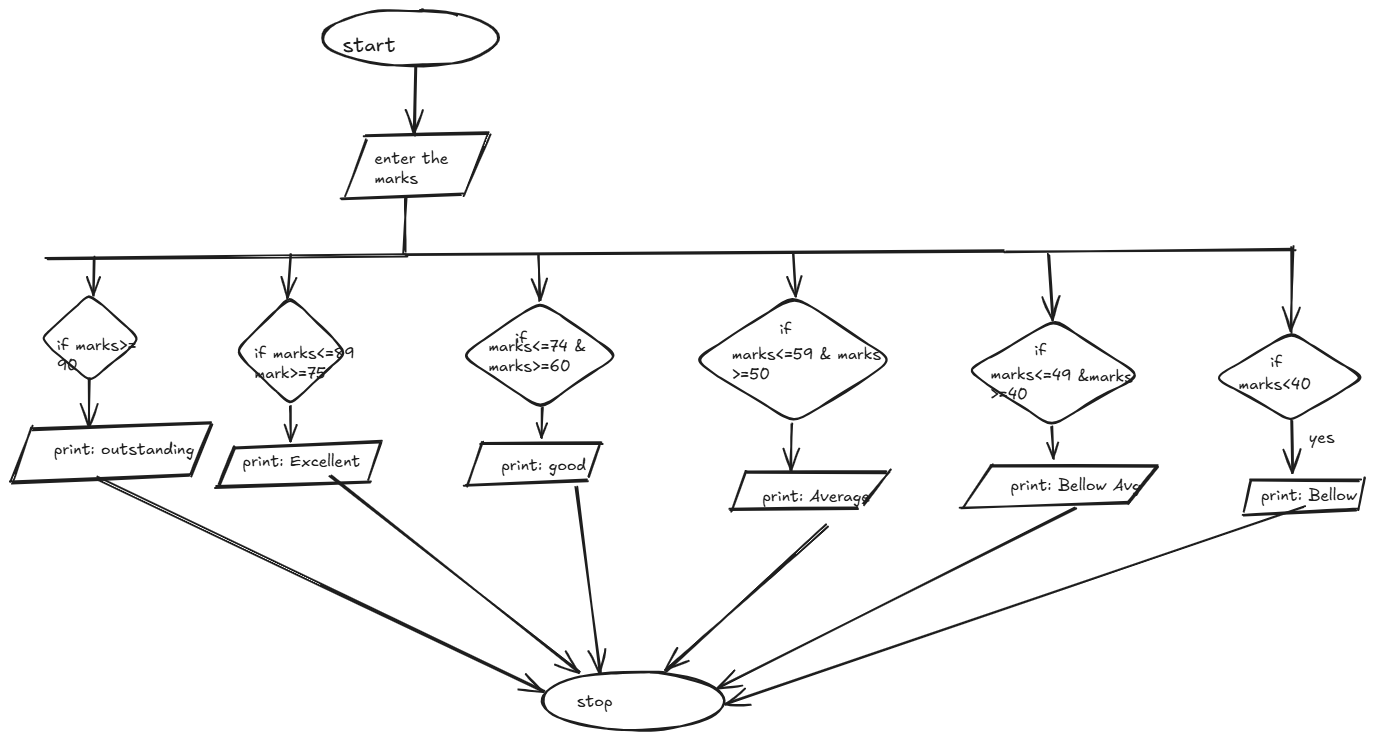 start
enter the
marks
if marks>=
90
if marks<=89
mark>=75
if
marks<=74 &
marks>=60
if
marks<=59 & marks
>=50
if
marks<=49 &marks
>=40
if
marks<40
yes
print: outstanding
print: Excellent
print: good
print: Average
print: Bellow Avg
print: Bellow
stop